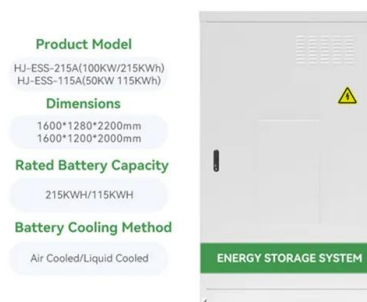 Product Model
HJ-ESS-215A(100KW/215KWh)
HJ-ESS-115A(50KW 115KWh)
Dimensions
1600*1280*2200mm
1600*1200*2000mm
Rated Battery Capacity
215KWH/115KWH
Battery Cooling Method
Air Cooled/Liquid Cooled
ENERGY STORAGE SYSTEM